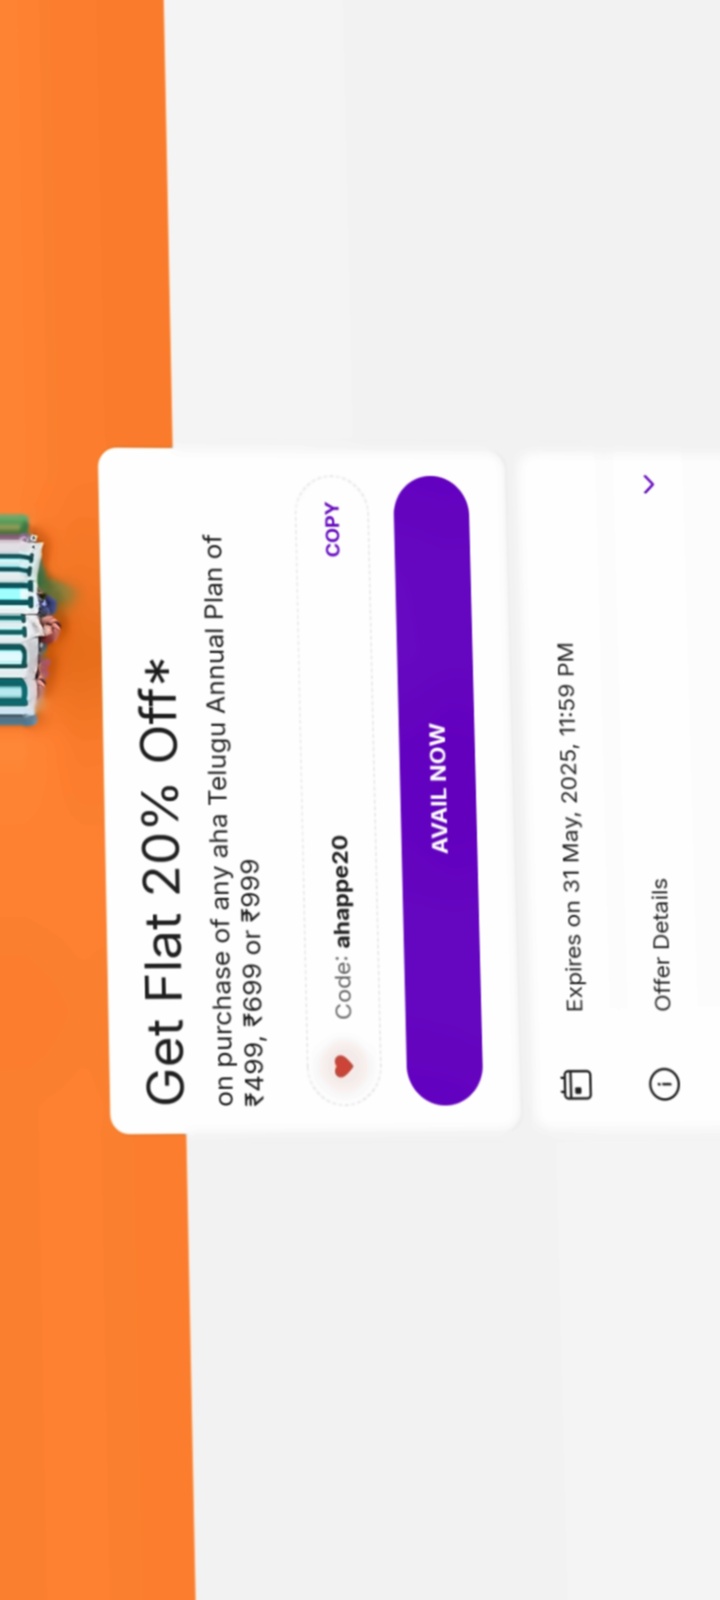 Get Flat 20% Off*
on purchase of any aha Telugu Annual Plan of
₹499, ₹699 or ₹999
Code: ahappe20
COPY
AVAIL NOW
Expires on 31 May, 2025, 11:59 PM
Offer Details